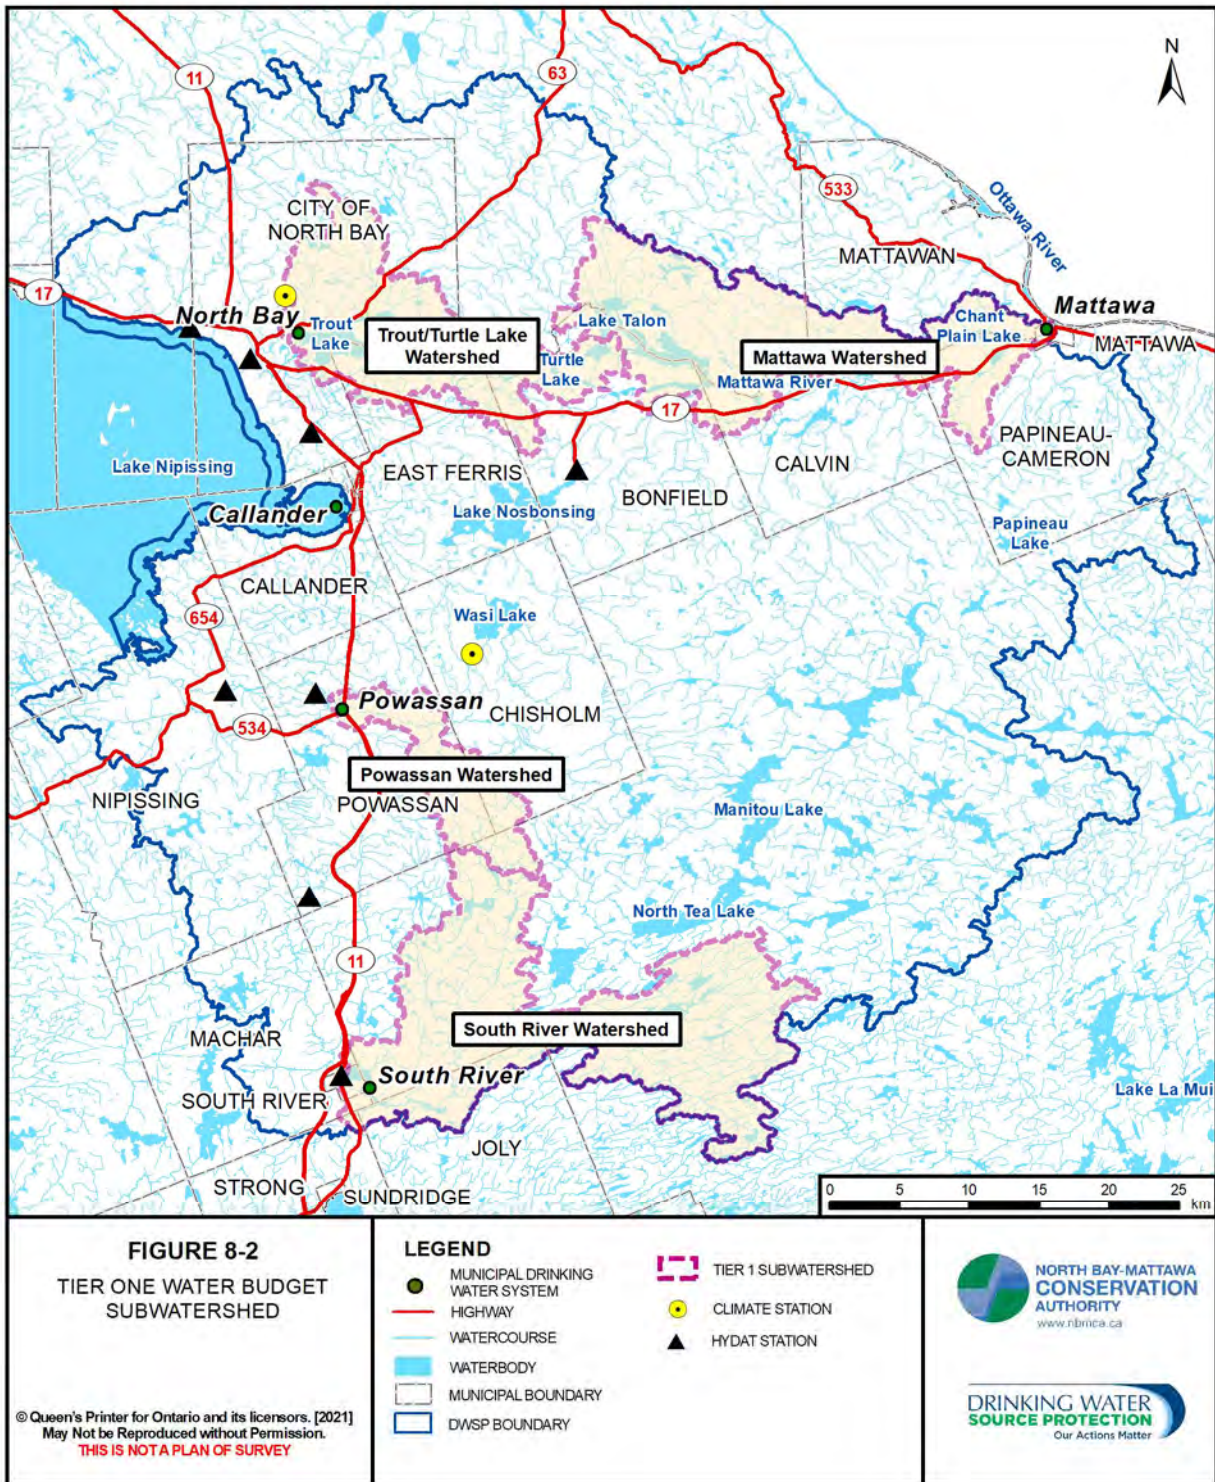 N
11
63
533
Ottawa River
CITY OF
NORTH BAY
MATTAWAN
17
North Bay
Trout
Lake
Trout/Turtle Lake
Watershed
Lake Talon
Turtle
Lake
Mattawa Watershed
Mattawa River
Chant
Plain Lake
Mattawa
MATTAWA
17
Lake Nipissing
EAST FERRIS
Lake Nosbonsing
BONFIELD
CALVIN
PAPINEAU-
CAMERON
Papineau
Lake
Callander
CALLANDER
654
Wasi Lake
Powassan
CHISHOLM
534
Powassan Watershed
NIPISSING
POWASSAN
Manitou Lake
North Tea Lake
11
South River Watershed
MACHAR
South River
SOUTH RIVER
Lake La Mui
JOLY
STRONG
SUNDRIDGE
0 5 10 15 20 25
km
FIGURE 8-2
TIER ONE WATER BUDGET
SUBWATERSHED
© Queen's Printer for Ontario and its licensors. [2021]
May Not be Reproduced without Permission.
THIS IS NOT A PLAN OF SURVEY
LEGEND
MUNICIPAL DRINKING
WATER SYSTEM
HIGHWAY
WATERCOURSE
WATERBODY
MUNICIPAL BOUNDARY
DWSP BOUNDARY
TIER 1 SUBWATERSHED
CLIMATE STATION
HYDAT STATION
NORTH BAY-MATTAWA
CONSERVATION
AUTHORITY
www.nbmca.ca
DRINKING WATER
SOURCE PROTECTION
Our Actions Matter